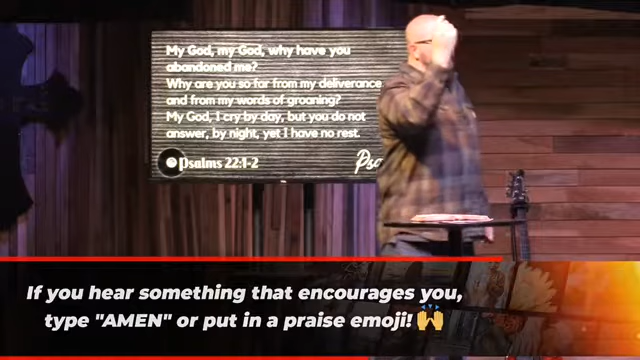 My God, my God, why have you
abandoned me?
Why are you so far from my deliverance
and from my words of groaning?
My God, I cry by day, but you do not
answer, by night, yet I have no rest.
Psalms 22:1-2
If you hear something that encourages you,
type "AMEN" or put in a praise emoji! 🙌